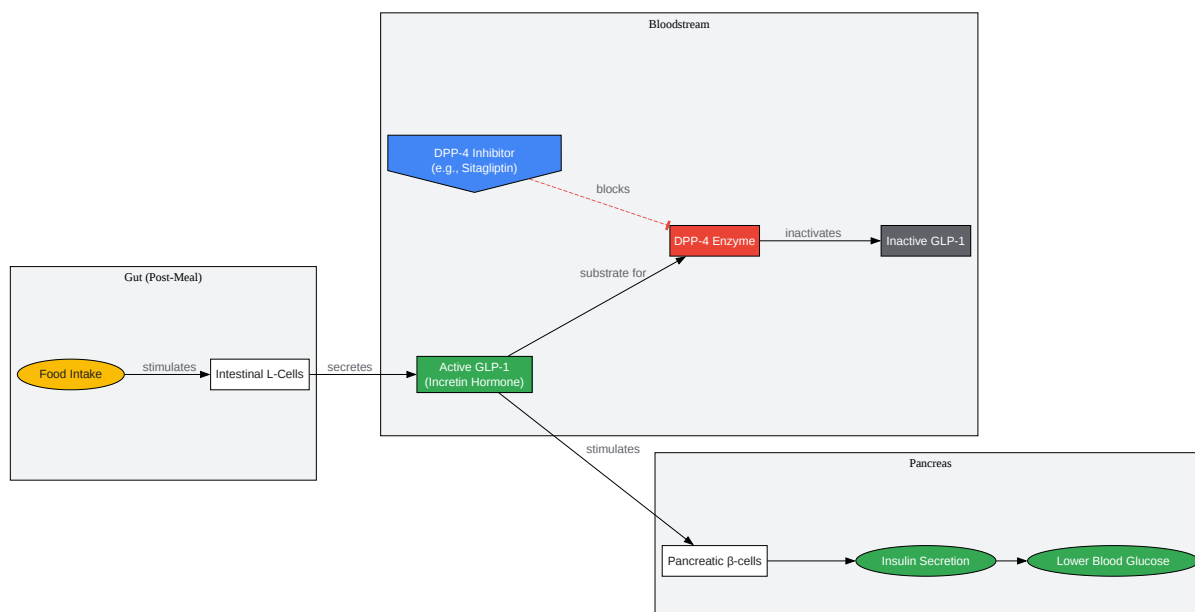 Bloodstream
DPP-4 Inhibitor
(e.g., Sitagliptin)
blocks
DPP-4 Enzyme
inactivates
Inactive GLP-1
substrate for
Gut (Post-Meal)
Food Intake
stimulates
Intestinal L-Cells
secretes
Active GLP-1
(Incretin Hormone)
stimulates
Pancreas
Pancreatic β-cells
Insulin Secretion
Lower Blood Glucose